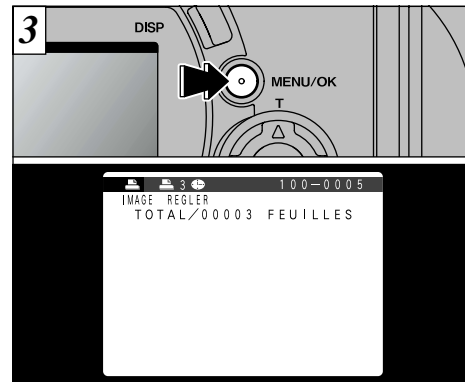 3
DISP
MENU/OK
T
3 100-0005
IMAGE REGLER
TOTAL/00003 FEUILLES